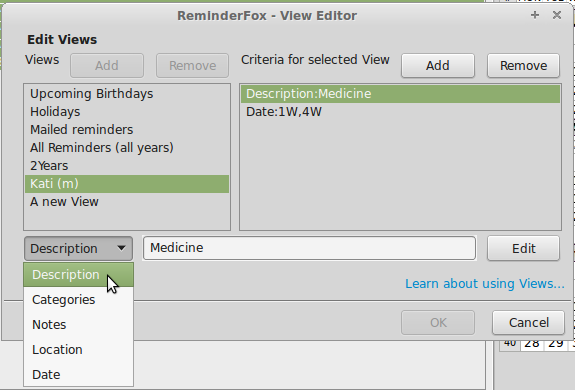 ReminderFox - View Editor
Edit Views
Views
Add
Remove
Criteria for selected View
Add
Remove
Upcoming Birthdays
Holidays
Mailed reminders
All Reminders (all years)
2Years
Kati (m)
A new View
Description:Medicine
Date:1W,4W
Description
Medicine
Edit
Description
Categories
Notes
Location
Date
Learn about using Views...
OK
Cancel
40 28 29